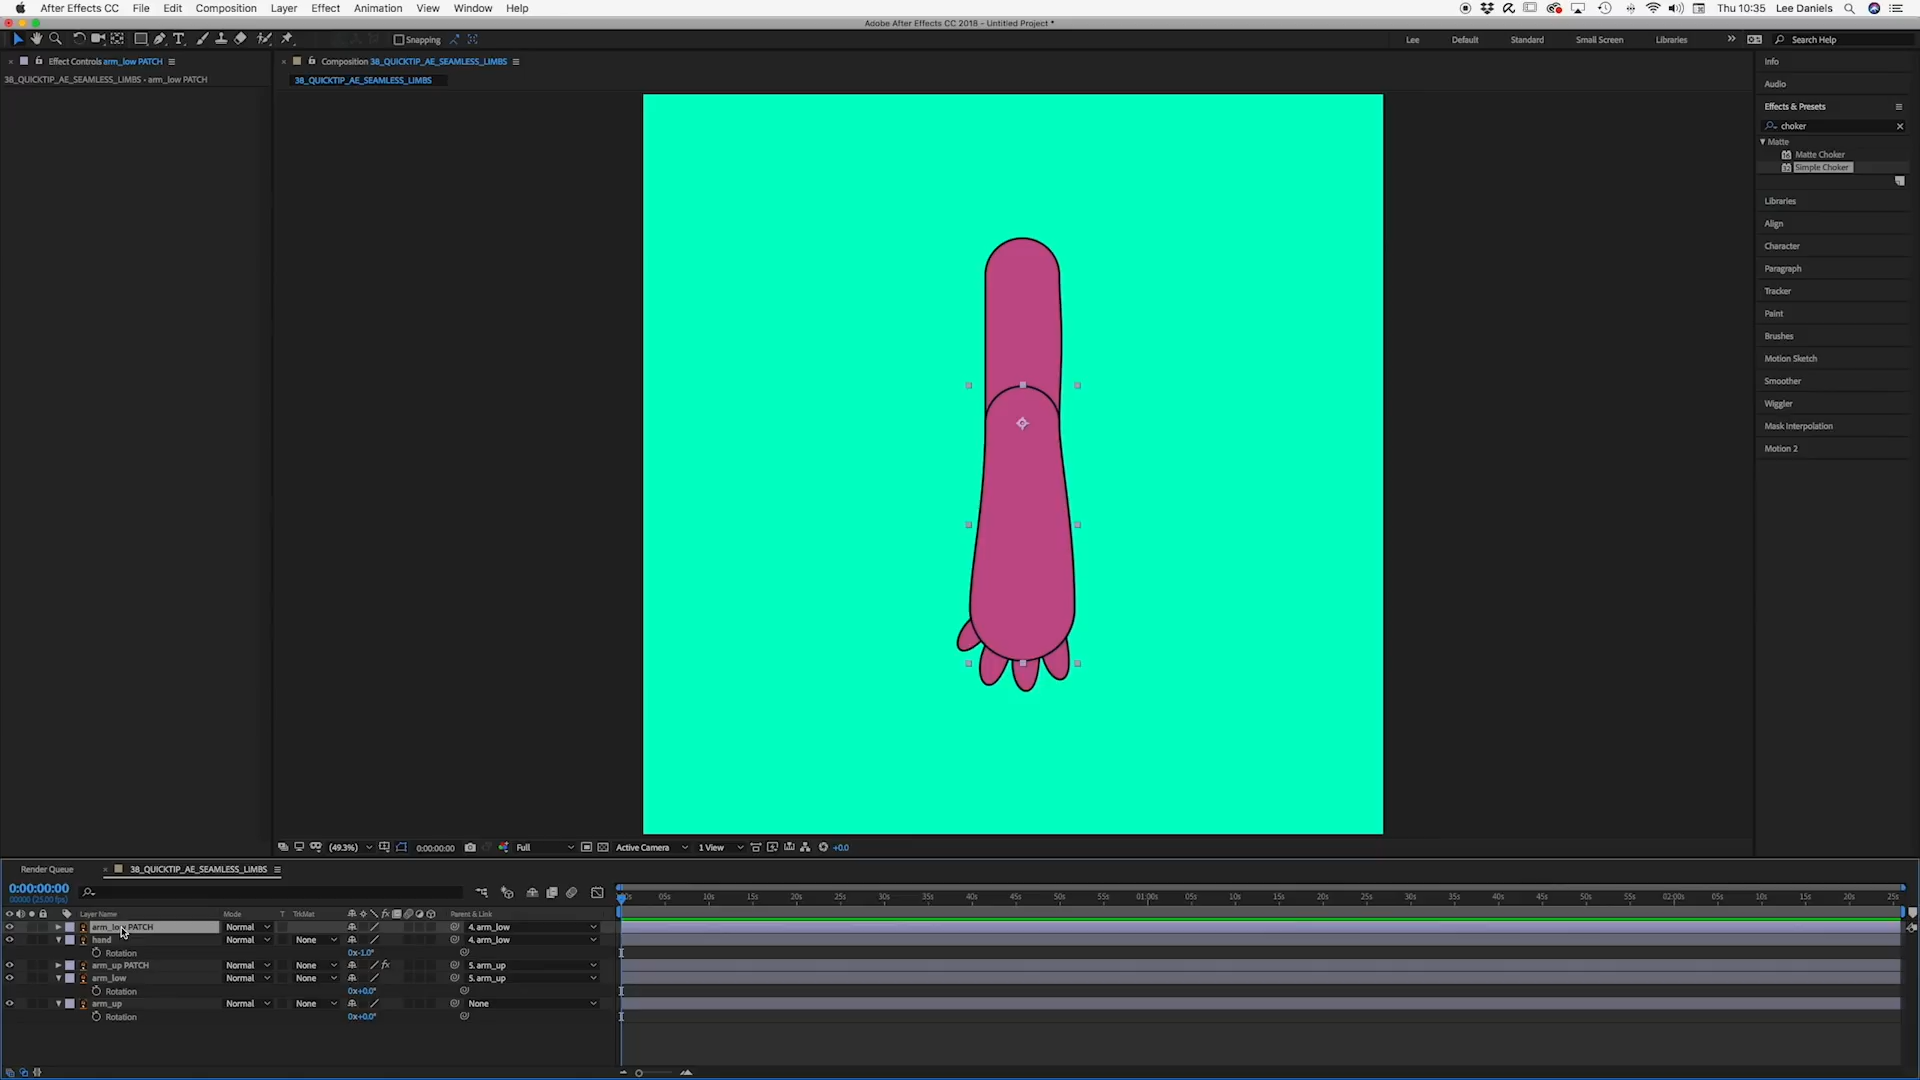 After Effects CC File Edit Composition Layer Effect Animation View Window Help Thu 10:35 Lee Daniels
Adobe After Effects CC 2018 - Untitled Project *
Snapping Lee Default Standard Small Screen Libraries Search Help
Effect Controls arm_low PATCH Composition 38_QUICKTIP_AE_SEAMLESS_LIMBS Info
38_QUICKTIP_AE_SEAMLESS_LIMBS • arm_low PATCH 38_QUICKTIP_AE_SEAMLESS_LIMBS
Audio
Effects & Presets
choker
Matte
Matte Choker
Simple Choker
Libraries
Align
Character
Paragraph
Tracker
Paint
Brushes
Motion Sketch
Smoother
Wiggler
Mask Interpolation
Motion 2
(49.3%) 0:00:00:00 Full Active Camera 1 View +0.0
Render Queue 38_QUICKTIP_AE_SEAMLESS_LIMBS
0:00:00:00
00000 (25.00 fps)
05s 10s 15s 20s 25s 30s 35s 40s 45s 50s 55s 01:00s 05s 10s 15s 20s 25s 30s 35s 40s 45s 50s 55s 02:00s 05s 10s 15s 20s 25s
Layer Name Mode T TrkMat Parent & Link
arm_low PATCH Normal 4. arm_low
hand Normal None 4. arm_low
Rotation 0x-1.0°
arm_up PATCH Normal None 5. arm_up
arm_low Normal None 5. arm_up
Rotation 0x+0.0°
arm_up Normal None None
Rotation 0x+0.0°